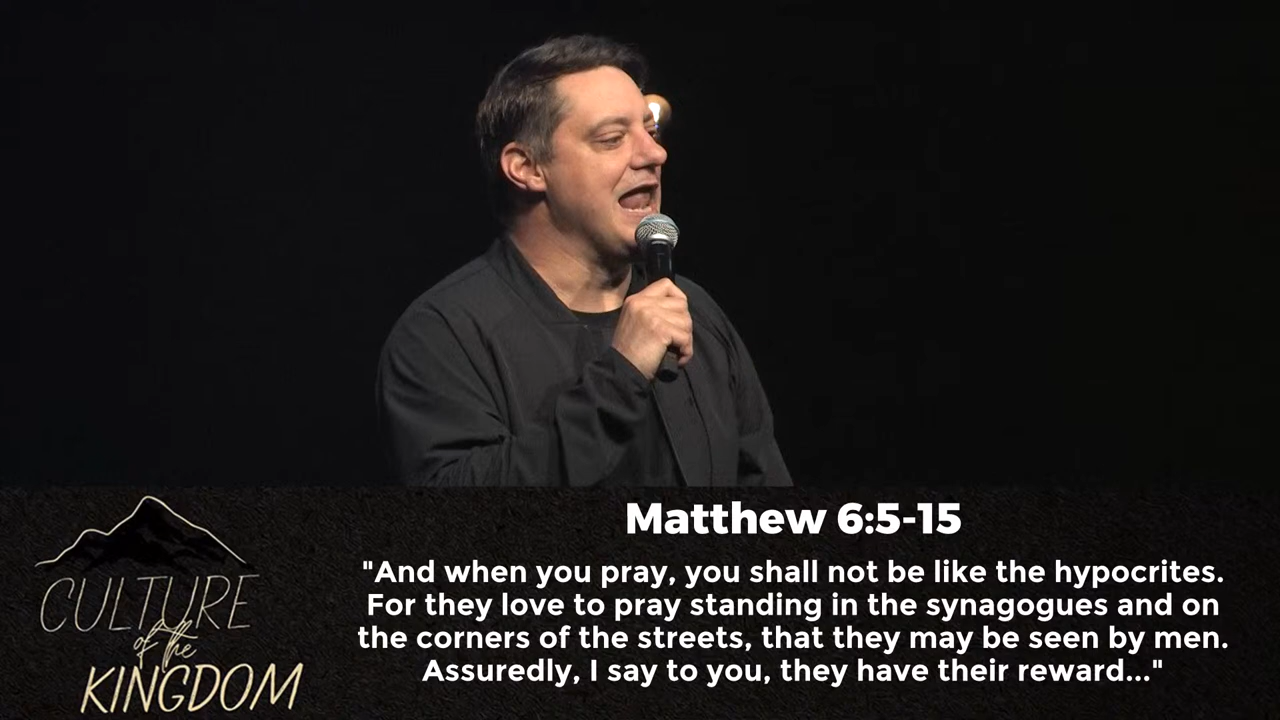 CULTURE
of the
KINGDOM
Matthew 6:5-15
"And when you pray, you shall not be like the hypocrites.
For they love to pray standing in the synagogues and on
the corners of the streets, that they may be seen by men.
Assuredly, I say to you, they have their reward..."